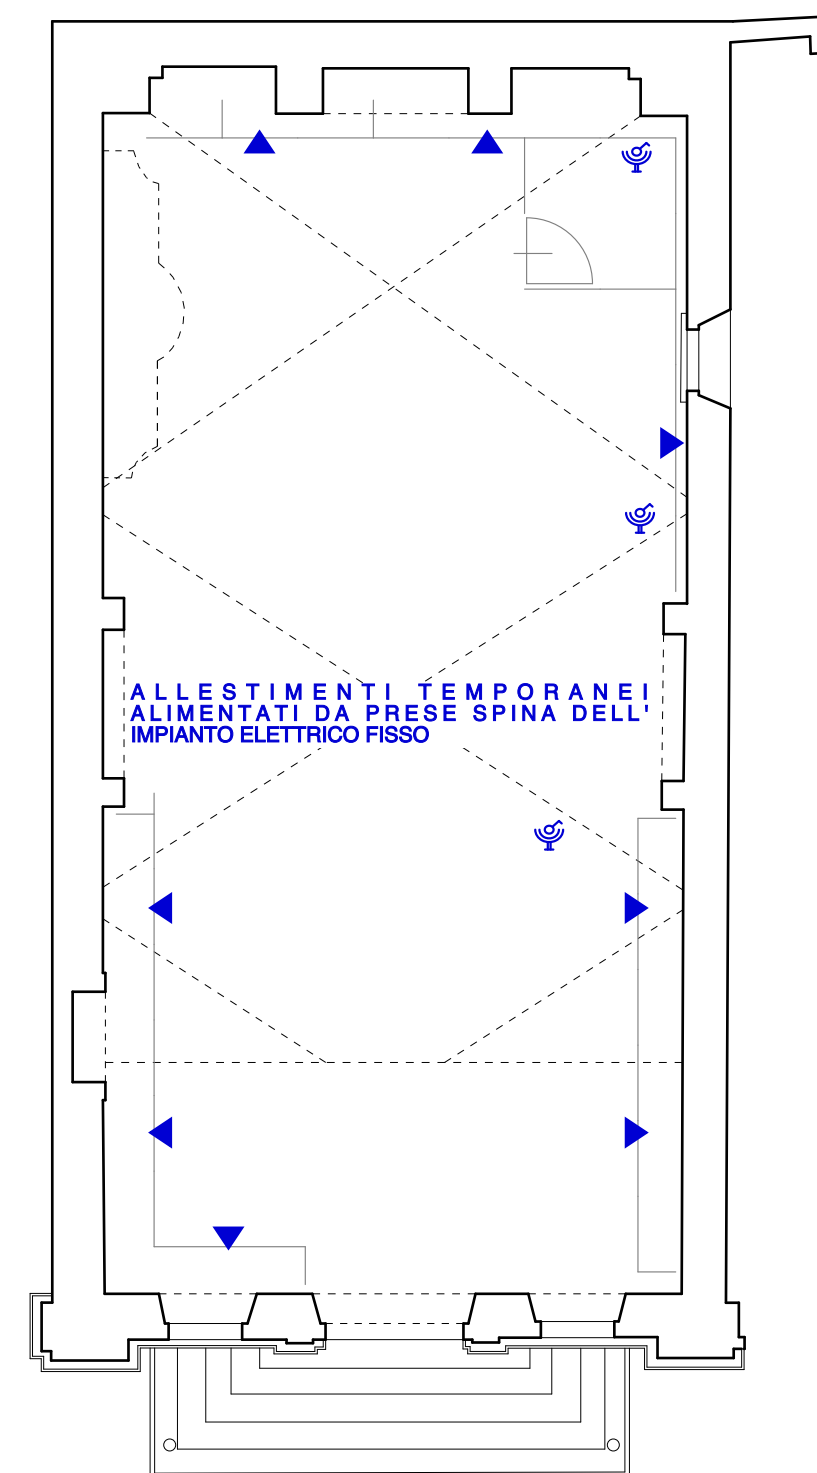 ALLESTIMENTI TEMPORANEI
ALIMENTATI DA PRESE SPINA DELL'
IMPIANTO ELETTRICO FISSO